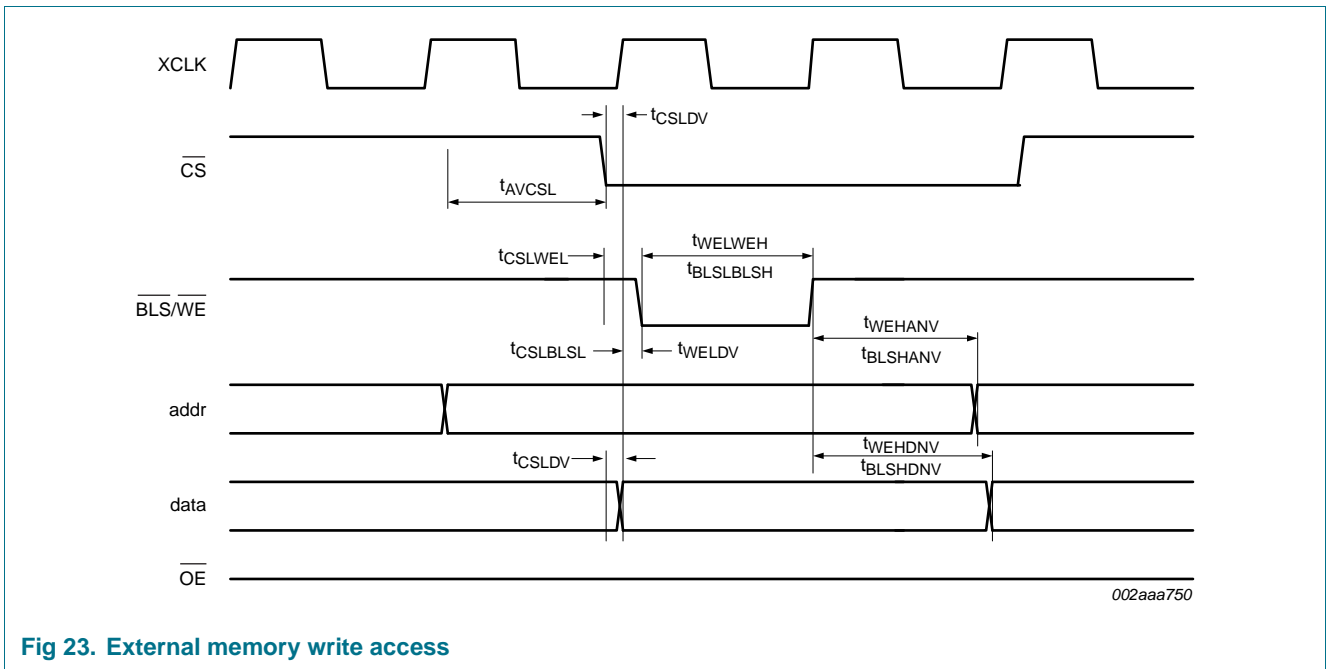 XCLK
tCSLDV
CS
tAVCSL
tCSLWEL
tWELWEH
tBLSLBLSH
BLS/WE
tWEHANV
tCSLBLSL
tWELDV
tBLSHANV
addr
tWEHDNV
tCSLDV
tBLSHDNV
data
OE
002aaa750
Fig 23. External memory write access